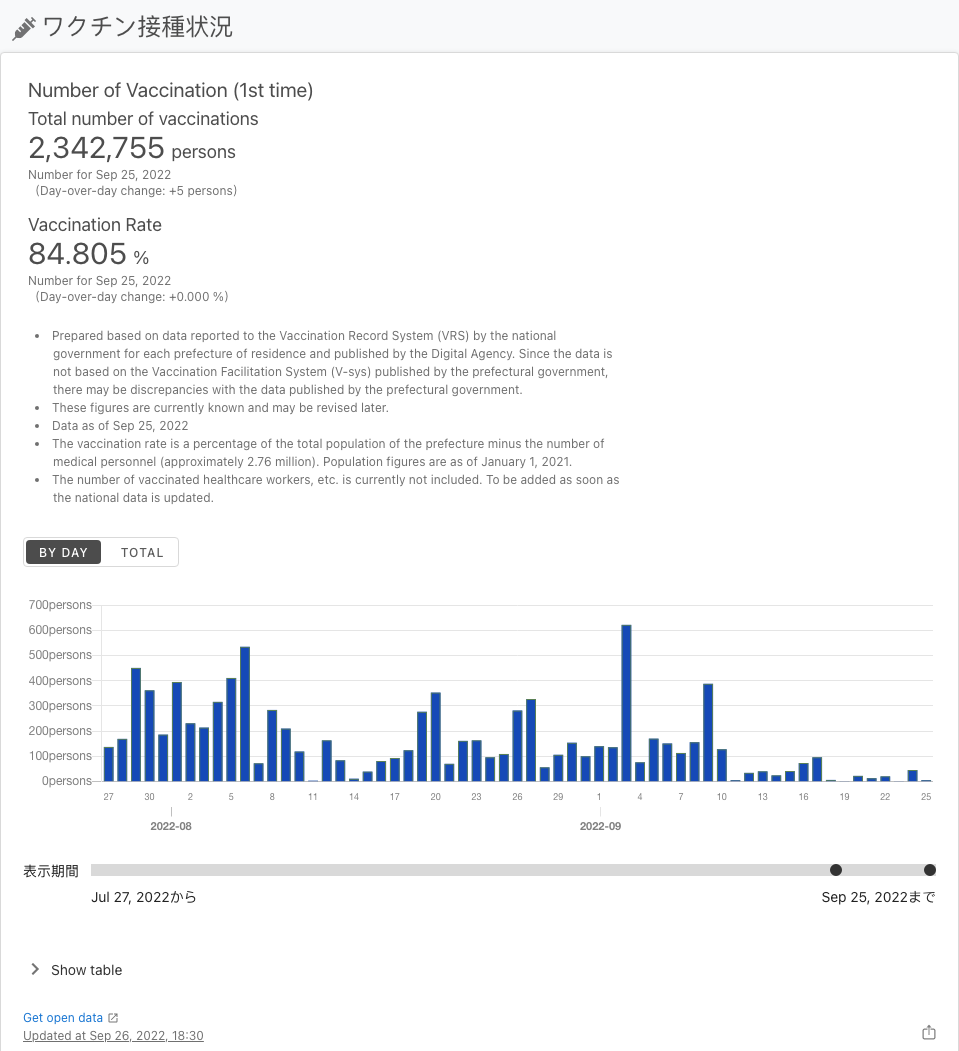 ワクチン接種状況
Number of Vaccination (1st time)
Total number of vaccinations
2,342,755 persons
Number for Sep 25, 2022
(Day-over-day change: +5 persons)
Vaccination Rate
84.805 %
Number for Sep 25, 2022
(Day-over-day change: +0.000 %)
• Prepared based on data reported to the Vaccination Record System (VRS) by the national
government for each prefecture of residence and published by the Digital Agency. Since the data is
not based on the Vaccination Facilitation System (V-sys) published by the prefectural government,
there may be discrepancies with the data published by the prefectural government.
• These figures are currently known and may be revised later.
• Data as of Sep 25, 2022
• The vaccination rate is a percentage of the total population of the prefecture minus the number of
medical personnel (approximately 2.76 million). Population figures are as of January 1, 2021.
• The number of vaccinated healthcare workers, etc. is currently not included. To be added as soon as
the national data is updated.
BY DAY TOTAL
700persons
600persons
500persons
400persons
300persons
200persons
100persons
0persons
27 30 2 5 8 11 14 17 20 23 26 29 1 4 7 10 13 16 19 22 25
2022-08 2022-09
表示期間
Jul 27, 2022から Sep 25, 2022まで
Show table
Get open data
Updated at Sep 26, 2022, 18:30